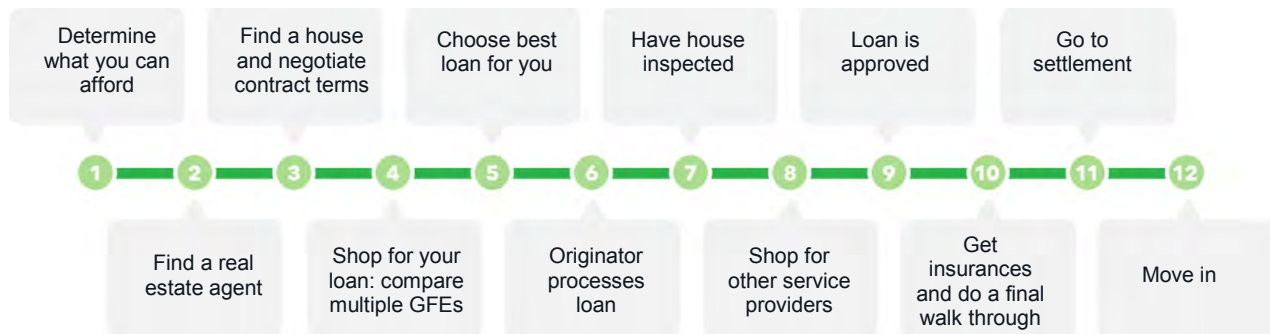 Determine
what you can
afford
Find a house
and negotiate
contract terms
Choose best
loan for you
Have house
inspected
Loan is
approved
Go to
settlement
1
2
3
4
5
6
7
8
9
10
11
12
Find a real
estate agent
Shop for your
loan: compare
multiple GFEs
Originator
processes
loan
Shop for
other service
providers
Get
insurances
and do a final
walk through
Move in